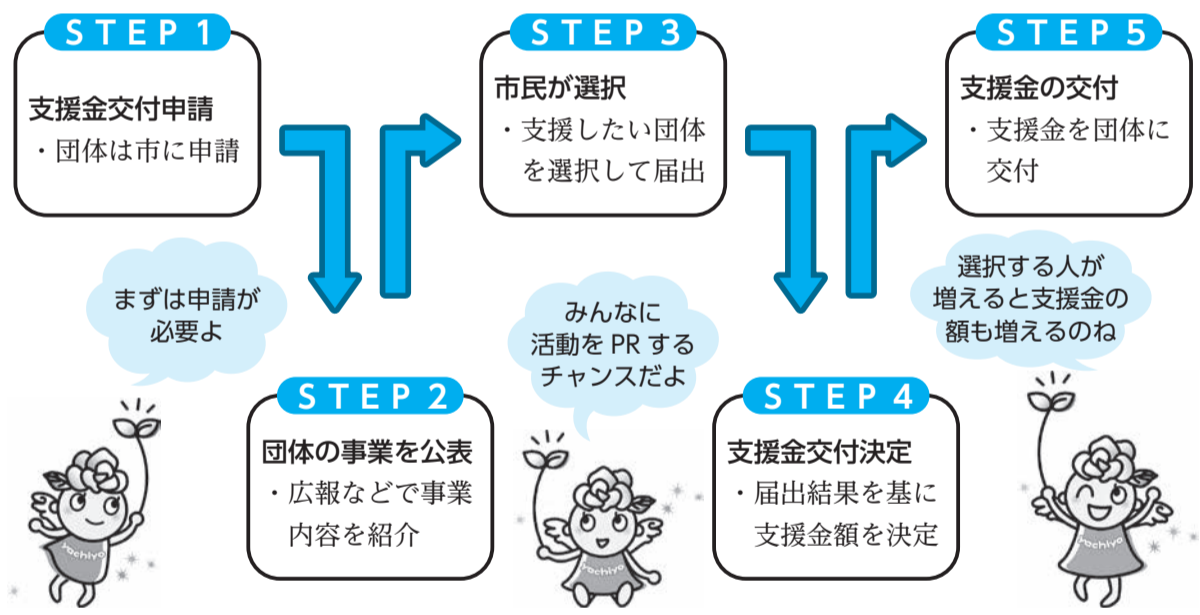 STEP 1
支援金交付申請
・団体は市に申請
まずは申請が
必要よ
STEP 2
団体の事業を公表
・広報などで事業
内容を紹介
STEP 3
市民が選択
・支援したい団体
を選択して届出
みんなに
活動をPRする
チャンスだよ
STEP 4
支援金交付決定
・届出結果を基に
支援金額を決定
STEP 5
支援金の交付
・支援金を団体に
交付
選択する人が
増えると支援金の
額も増えるのね
yachiyo
yachiyo
yachiyo